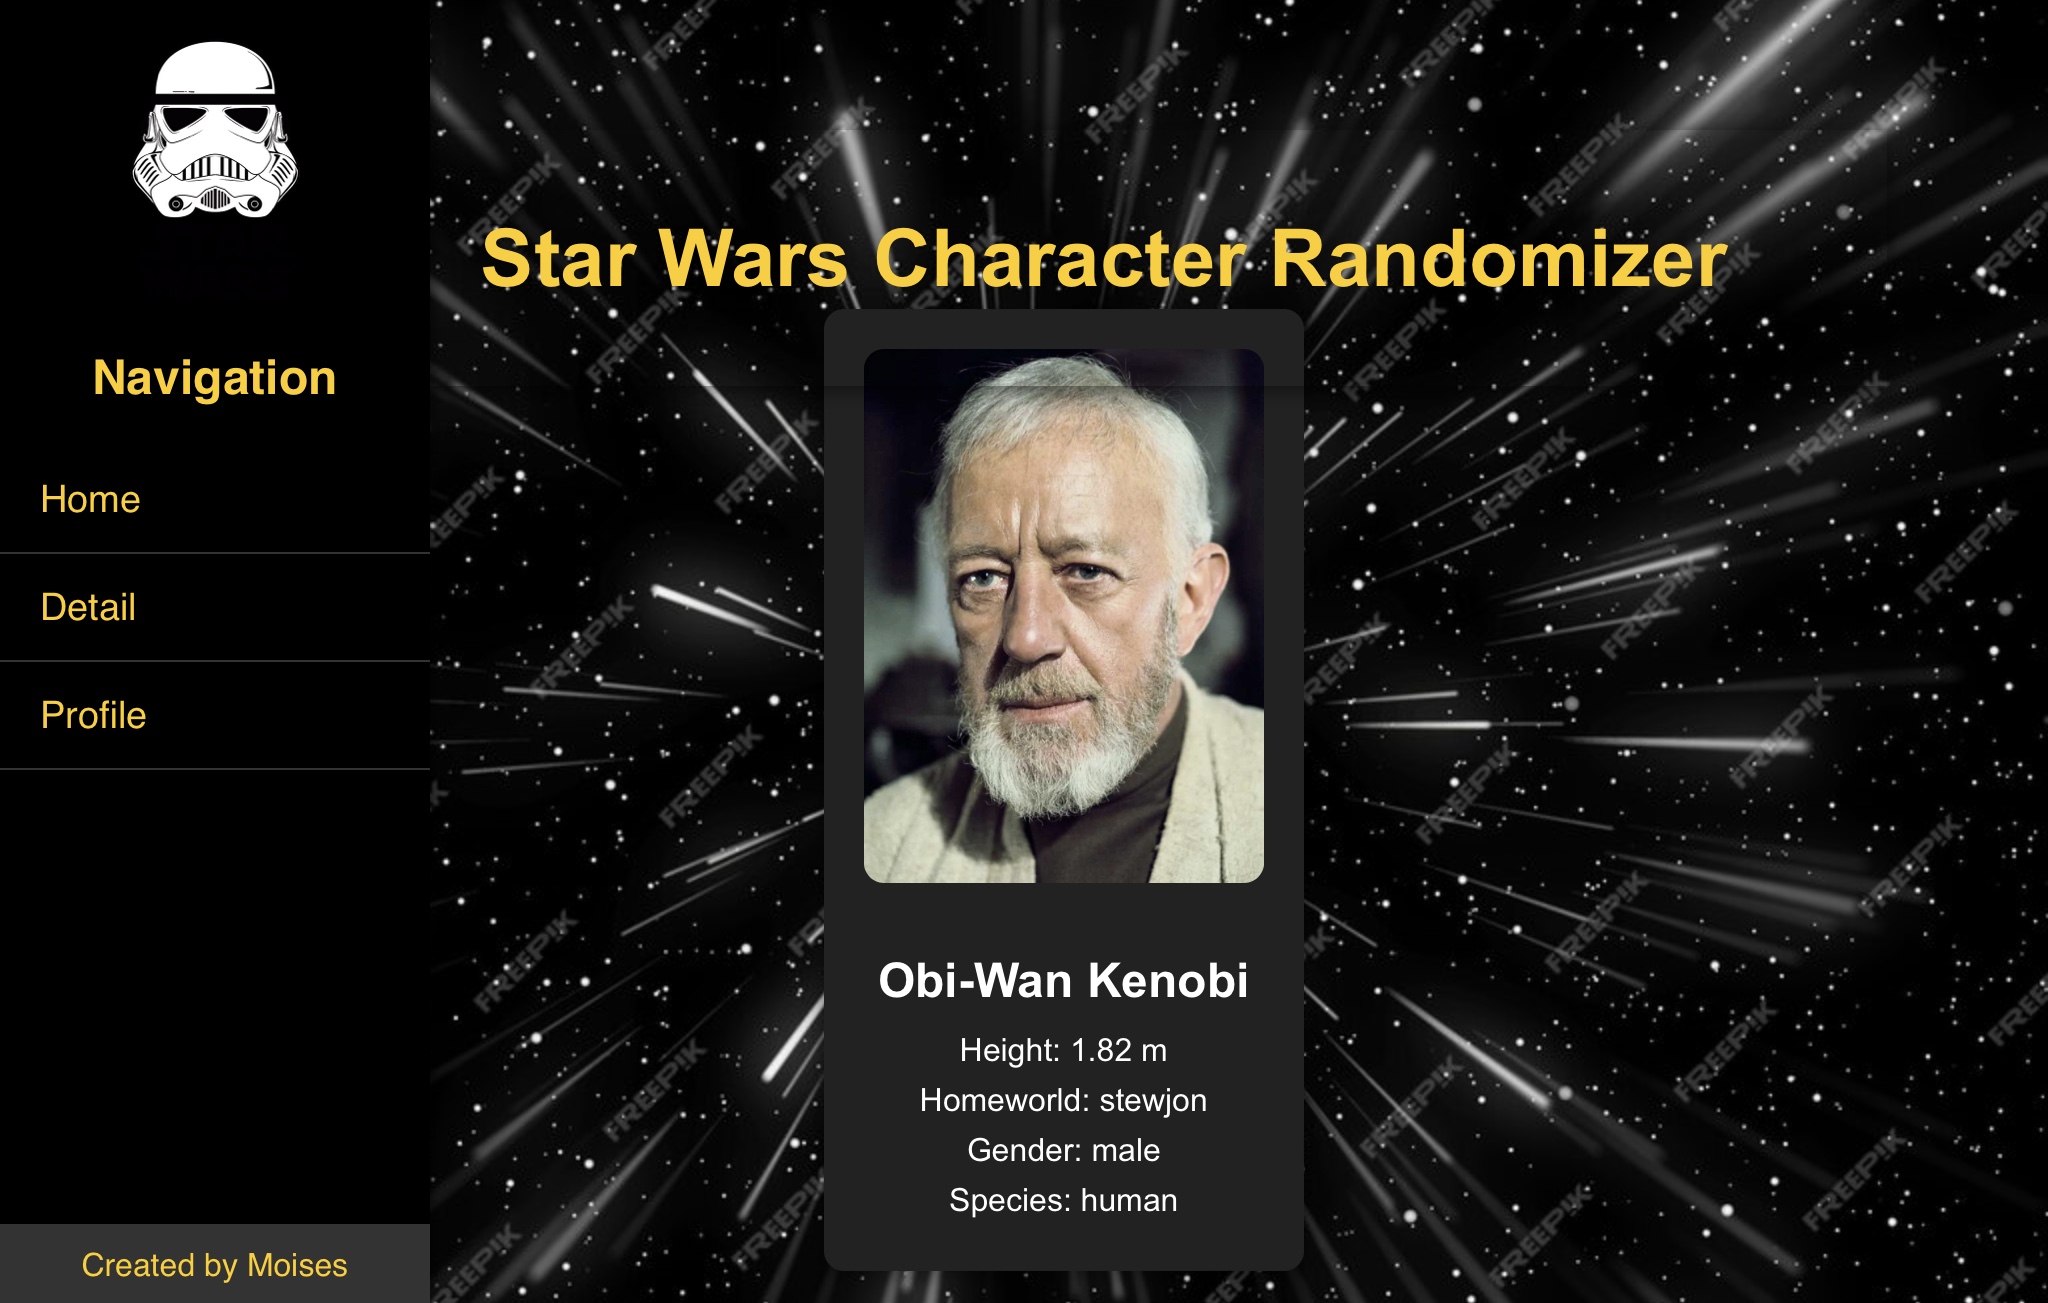 Star Wars Character Randomizer
Navigation
Home
Detail
Profile
Created by Moises
Obi-Wan Kenobi
Height: 1.82 m
Homeworld: stewjon
Gender: male
Species: human
FREEPIK